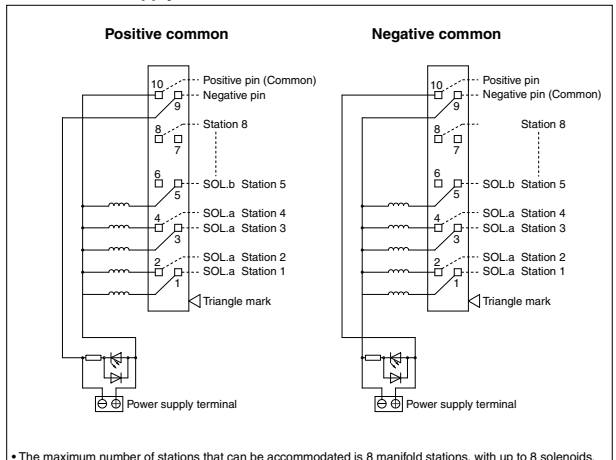 Positive common
10
Positive pin (Common)
9
Negative pin
8
Station 8
7
6
5
SOL.b Station 5
SOL.a Station 4
4
SOL.a Station 3
3
SOL.a Station 2
2
SOL.a Station 1
1
Triangle mark
⊖ ⊕ Power supply terminal
Negative common
10
Positive pin
9
Negative pin (Common)
8
Station 8
7
6
5
SOL.b Station 5
SOL.a Station 4
4
SOL.a Station 3
3
SOL.a Station 2
2
SOL.a Station 1
1
Triangle mark
⊖ ⊕ Power supply terminal
• The maximum number of stations that can be accommodated is 8 manifold stations, with up to 8 solenoids.